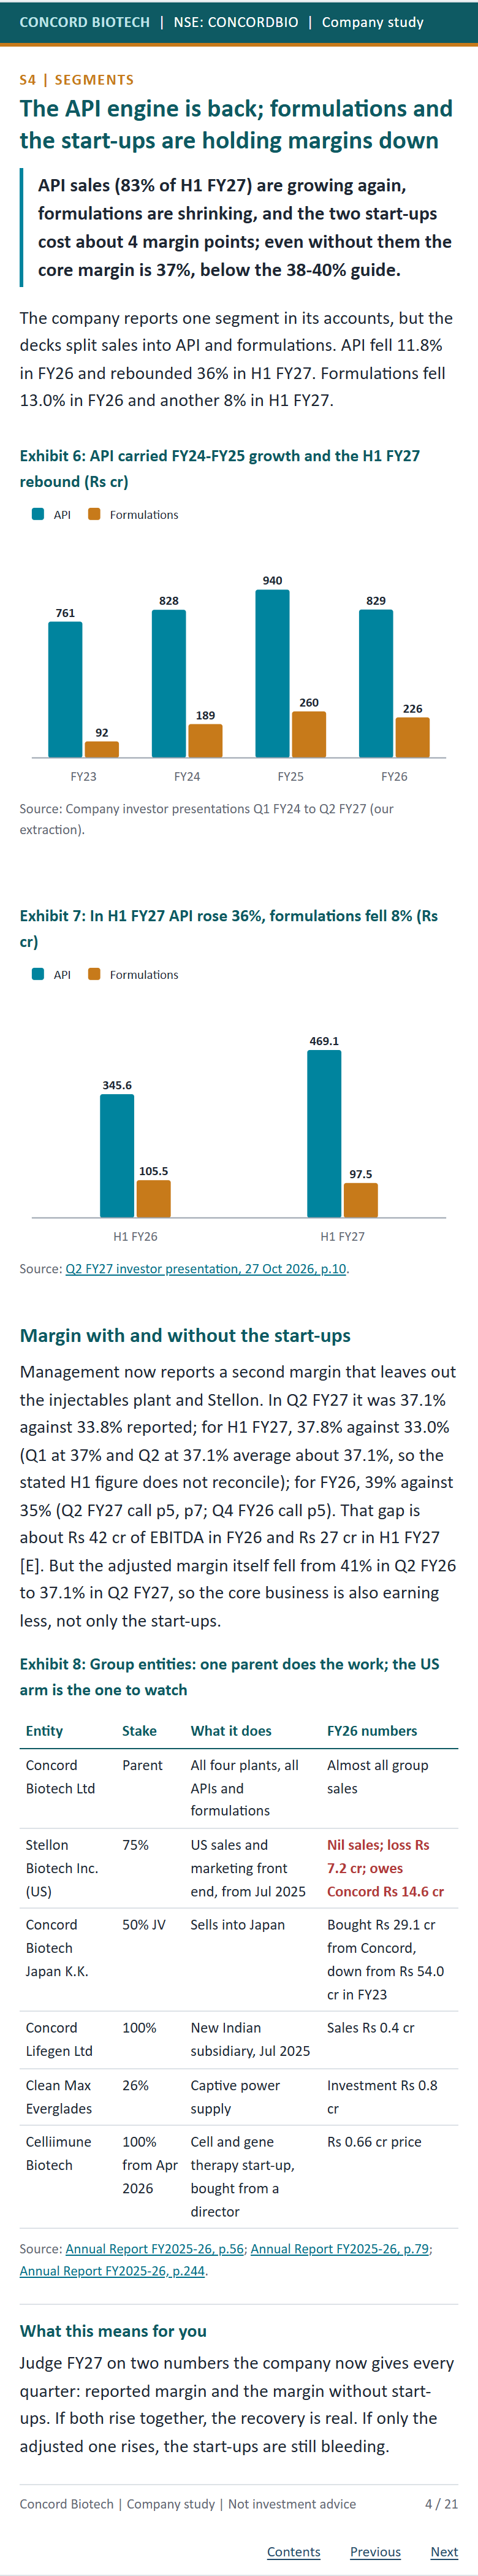 CONCORD BIOTECH | NSE: CONCORDBIO | Company study
S4 | SEGMENTS
The API engine is back; formulations and
the start-ups are holding margins down
API sales (83% of H1 FY27) are growing again,
formulations are shrinking, and the two start-ups
cost about 4 margin points; even without them the
core margin is 37%, below the 38-40% guide.
The company reports one segment in its accounts, but the
decks split sales into API and formulations. API fell 11.8%
in FY26 and rebounded 36% in H1 FY27. Formulations fell
13.0% in FY26 and another 8% in H1 FY27.
Exhibit 6: API carried FY24-FY25 growth and the H1 FY27
rebound (Rs cr)
API Formulations
761 92 828 189 940 260 829 226
FY23 FY24 FY25 FY26
Source: Company investor presentations Q1 FY24 to Q2 FY27 (our
extraction).
Exhibit 7: In H1 FY27 API rose 36%, formulations fell 8% (Rs
cr)
API Formulations
345.6 105.5 469.1 97.5
H1 FY26 H1 FY27
Source: Q2 FY27 investor presentation, 27 Oct 2026, p.10.
Margin with and without the start-ups
Management now reports a second margin that leaves out
the injectables plant and Stellon. In Q2 FY27 it was 37.1%
against 33.8% reported; for H1 FY27, 37.8% against 33.0%
(Q1 at 37% and Q2 at 37.1% average about 37.1%, so the
stated H1 figure does not reconcile); for FY26, 39% against
35% (Q2 FY27 call p5, p7; Q4 FY26 call p5). That gap is
about Rs 42 cr of EBITDA in FY26 and Rs 27 cr in H1 FY27
[E]. But the adjusted margin itself fell from 41% in Q2 FY26
to 37.1% in Q2 FY27, so the core business is also earning
less, not only the start-ups.
Exhibit 8: Group entities: one parent does the work; the US
arm is the one to watch
Entity Stake What it does FY26 numbers
Concord Parent All four plants, all Almost all group
Biotech Ltd APIs and sales
formulations
Stellon 75% US sales and Nil sales; loss Rs
Biotech Inc. marketing front 7.2 cr; owes
(US) end, from Jul 2025 Concord Rs 14.6 cr
Concord 50% JV Sells into Japan Bought Rs 29.1 cr
Biotech from Concord,
Japan K.K. down from Rs 54.0
cr in FY23
Concord 100% New Indian Sales Rs 0.4 cr
Lifegen Ltd subsidiary, Jul 2025
Clean Max 26% Captive power Investment Rs 0.8
Everglades supply cr
Celliimune 100% Cell and gene Rs 0.66 cr price
Biotech from Apr therapy start-up,
2026 bought from a
director
Source: Annual Report FY2025-26, p.56; Annual Report FY2025-26, p.79;
Annual Report FY2025-26, p.244.
What this means for you
Judge FY27 on two numbers the company now gives every
quarter: reported margin and the margin without start-
ups. If both rise together, the recovery is real. If only the
adjusted one rises, the start-ups are still bleeding.
Concord Biotech | Company study | Not investment advice 4 / 21
Contents Previous Next